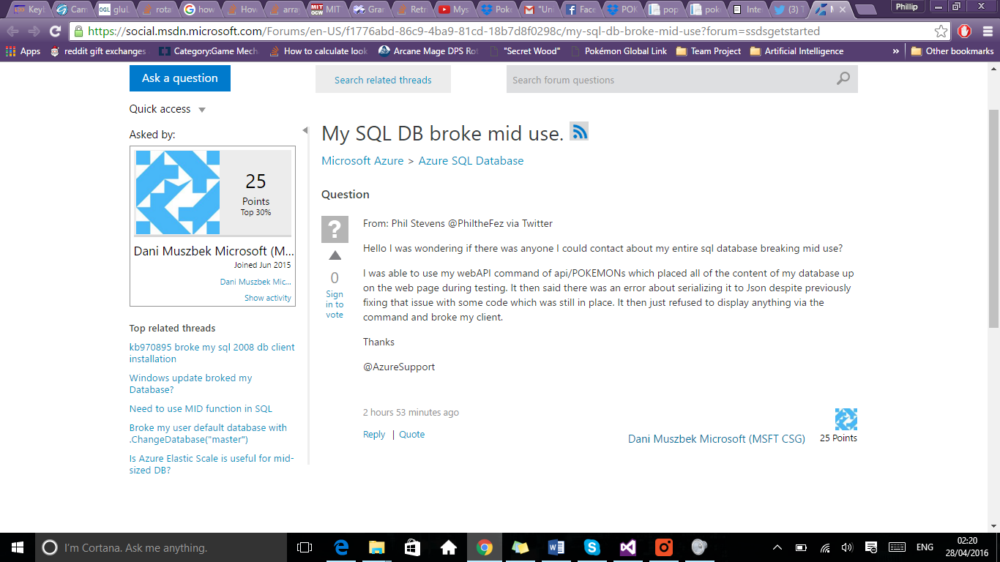 Keyl
Cam
OGL glul
rota
how
How
array
MIT OCW MIT
Gra
Retr
Mys
Poke
"Un
Face
POK
pop
poke
Inte
(3) T
Phillip
https://social.msdn.microsoft.com/Forums/en-US/f1776abd-86c9-4ba9-81cd-18b7d8f0298c/my-sql-db-broke-mid-use?forum=ssdsgetstarted
Apps
reddit gift exchanges
Category:Game Mech
How to calculate look
Arcane Mage DPS Rot
"Secret Wood"
Pokémon Global Link
Team Project
Artificial Intelligence
»
Other bookmarks
Ask a question
Search related threads
Search forum questions
Quick access
Asked by:
25
Points
Top 30%
Dani Muszbek Microsoft (M...
Joined Jun 2015
Dani Muszbek Mic...
Show activity
Top related threads
kb970895 broke my sql 2008 db client
installation
Windows update broked my
Database?
Need to use MID function in SQL
Broke my user default database with
.ChangeDatabase("master")
Is Azure Elastic Scale is useful for mid-
sized DB?
My SQL DB broke mid use.
Microsoft Azure > Azure SQL Database
Question
?
0
Sign
in to
vote
From: Phil Stevens @PhiltheFez via Twitter
Hello I was wondering if there was anyone I could contact about my entire sql database breaking mid use?
I was able to use my webAPI command of api/POKEMONs which placed all of the content of my database up
on the web page during testing. It then said there was an error about serializing it to Json despite previously
fixing that issue with some code which was still in place. It then just refused to display anything via the
command and broke my client.
Thanks
@AzureSupport
2 hours 53 minutes ago
Reply | Quote
Dani Muszbek Microsoft (MSFT CSG)
25 Points
I'm Cortana. Ask me anything.
ENG
02:20
28/04/2016